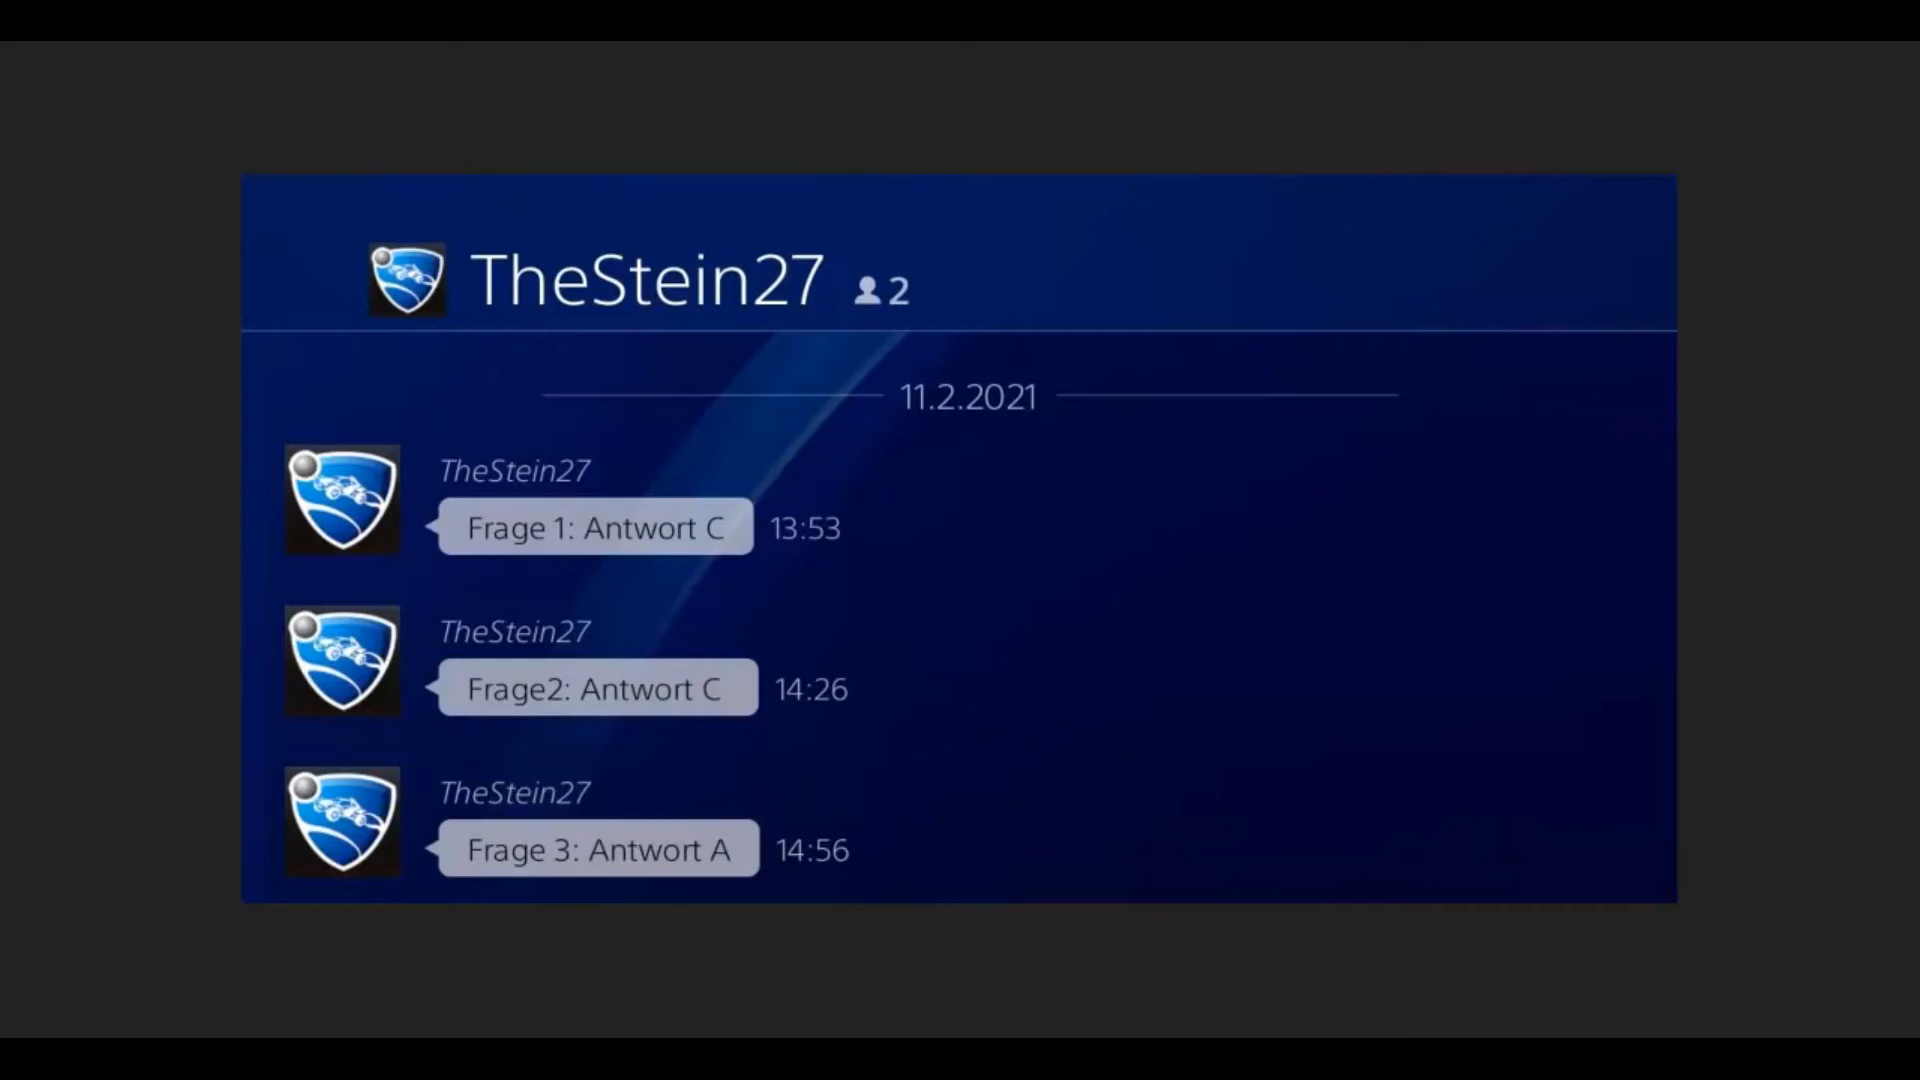 TheStein27 2
11.2.2021
TheStein27
Frage 1: Antwort C 13:53
TheStein27
Frage2: Antwort C 14:26
TheStein27
Frage 3: Antwort A 14:56